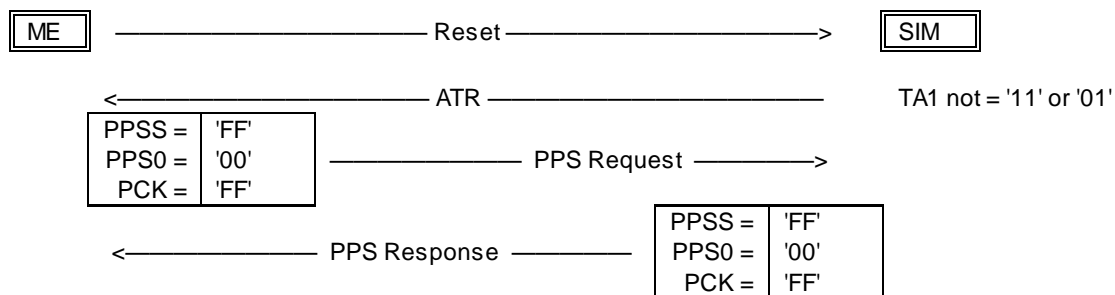 ME Reset SIM
ATR TA1 not = '11' or '01'
PPSS = 'FF'
PPS0 = '00' PPS Request
PCK = 'FF'
PPSS = 'FF'
PPS Response PPS0 = '00'
PCK = 'FF'